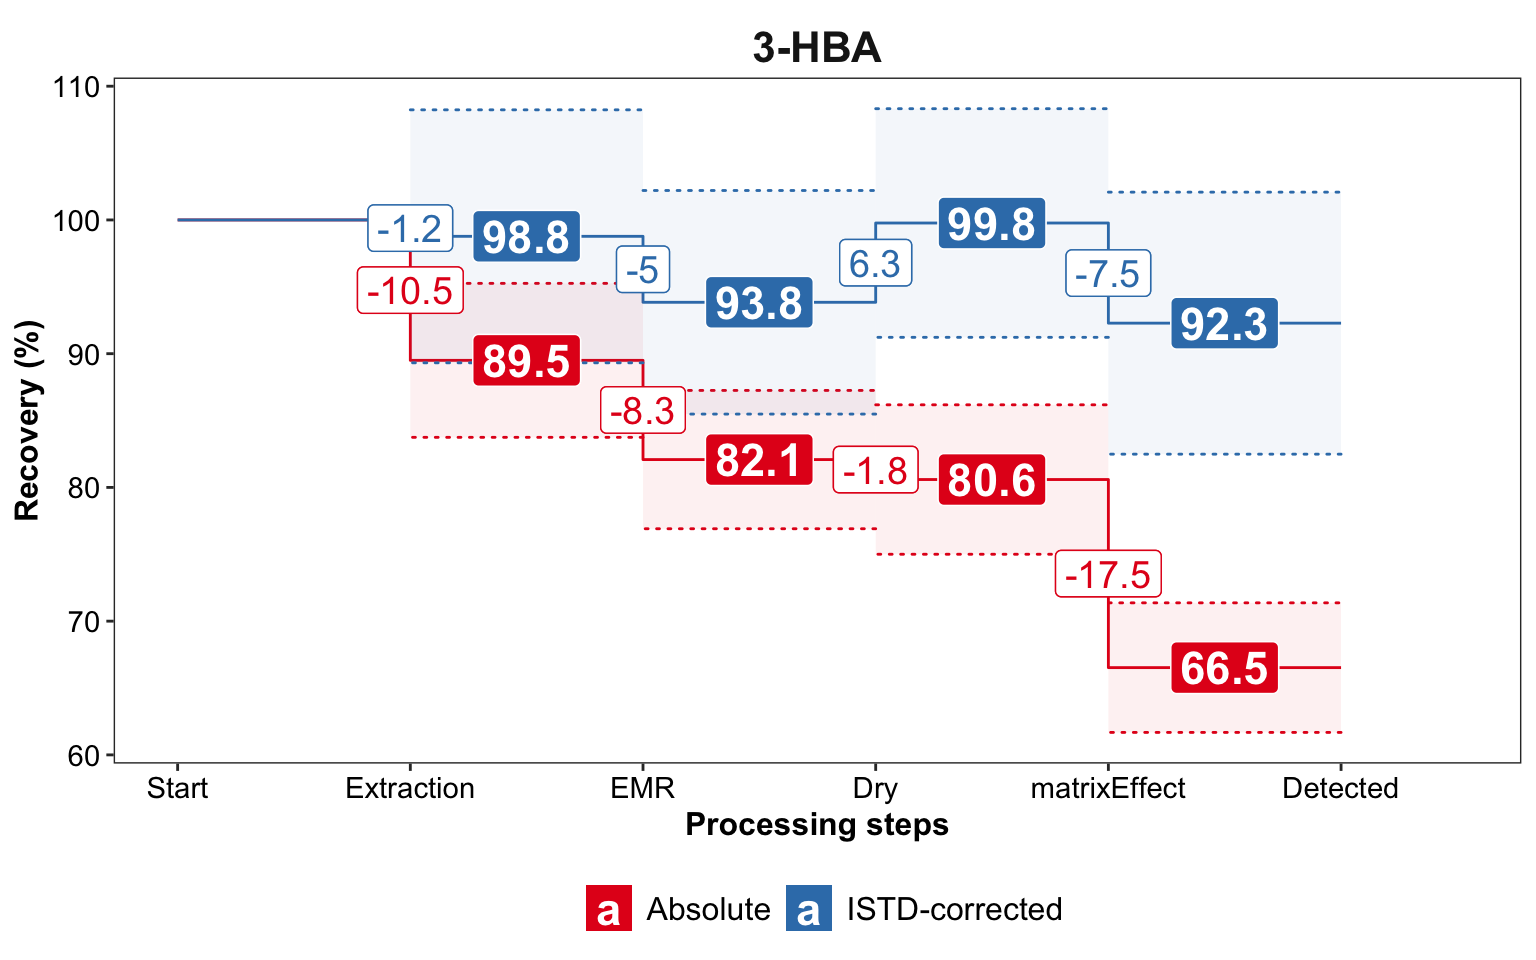 3-HBA
110
100
90
80
70
60
Recovery (%)
-1.2
98.8
-5
93.8
6.3
99.8
-7.5
92.3
-10.5
89.5
-8.3
82.1
-1.8
80.6
-17.5
66.5
Start
Extraction
EMR
Dry
matrixEffect
Detected
Processing steps
a Absolute a ISTD-corrected